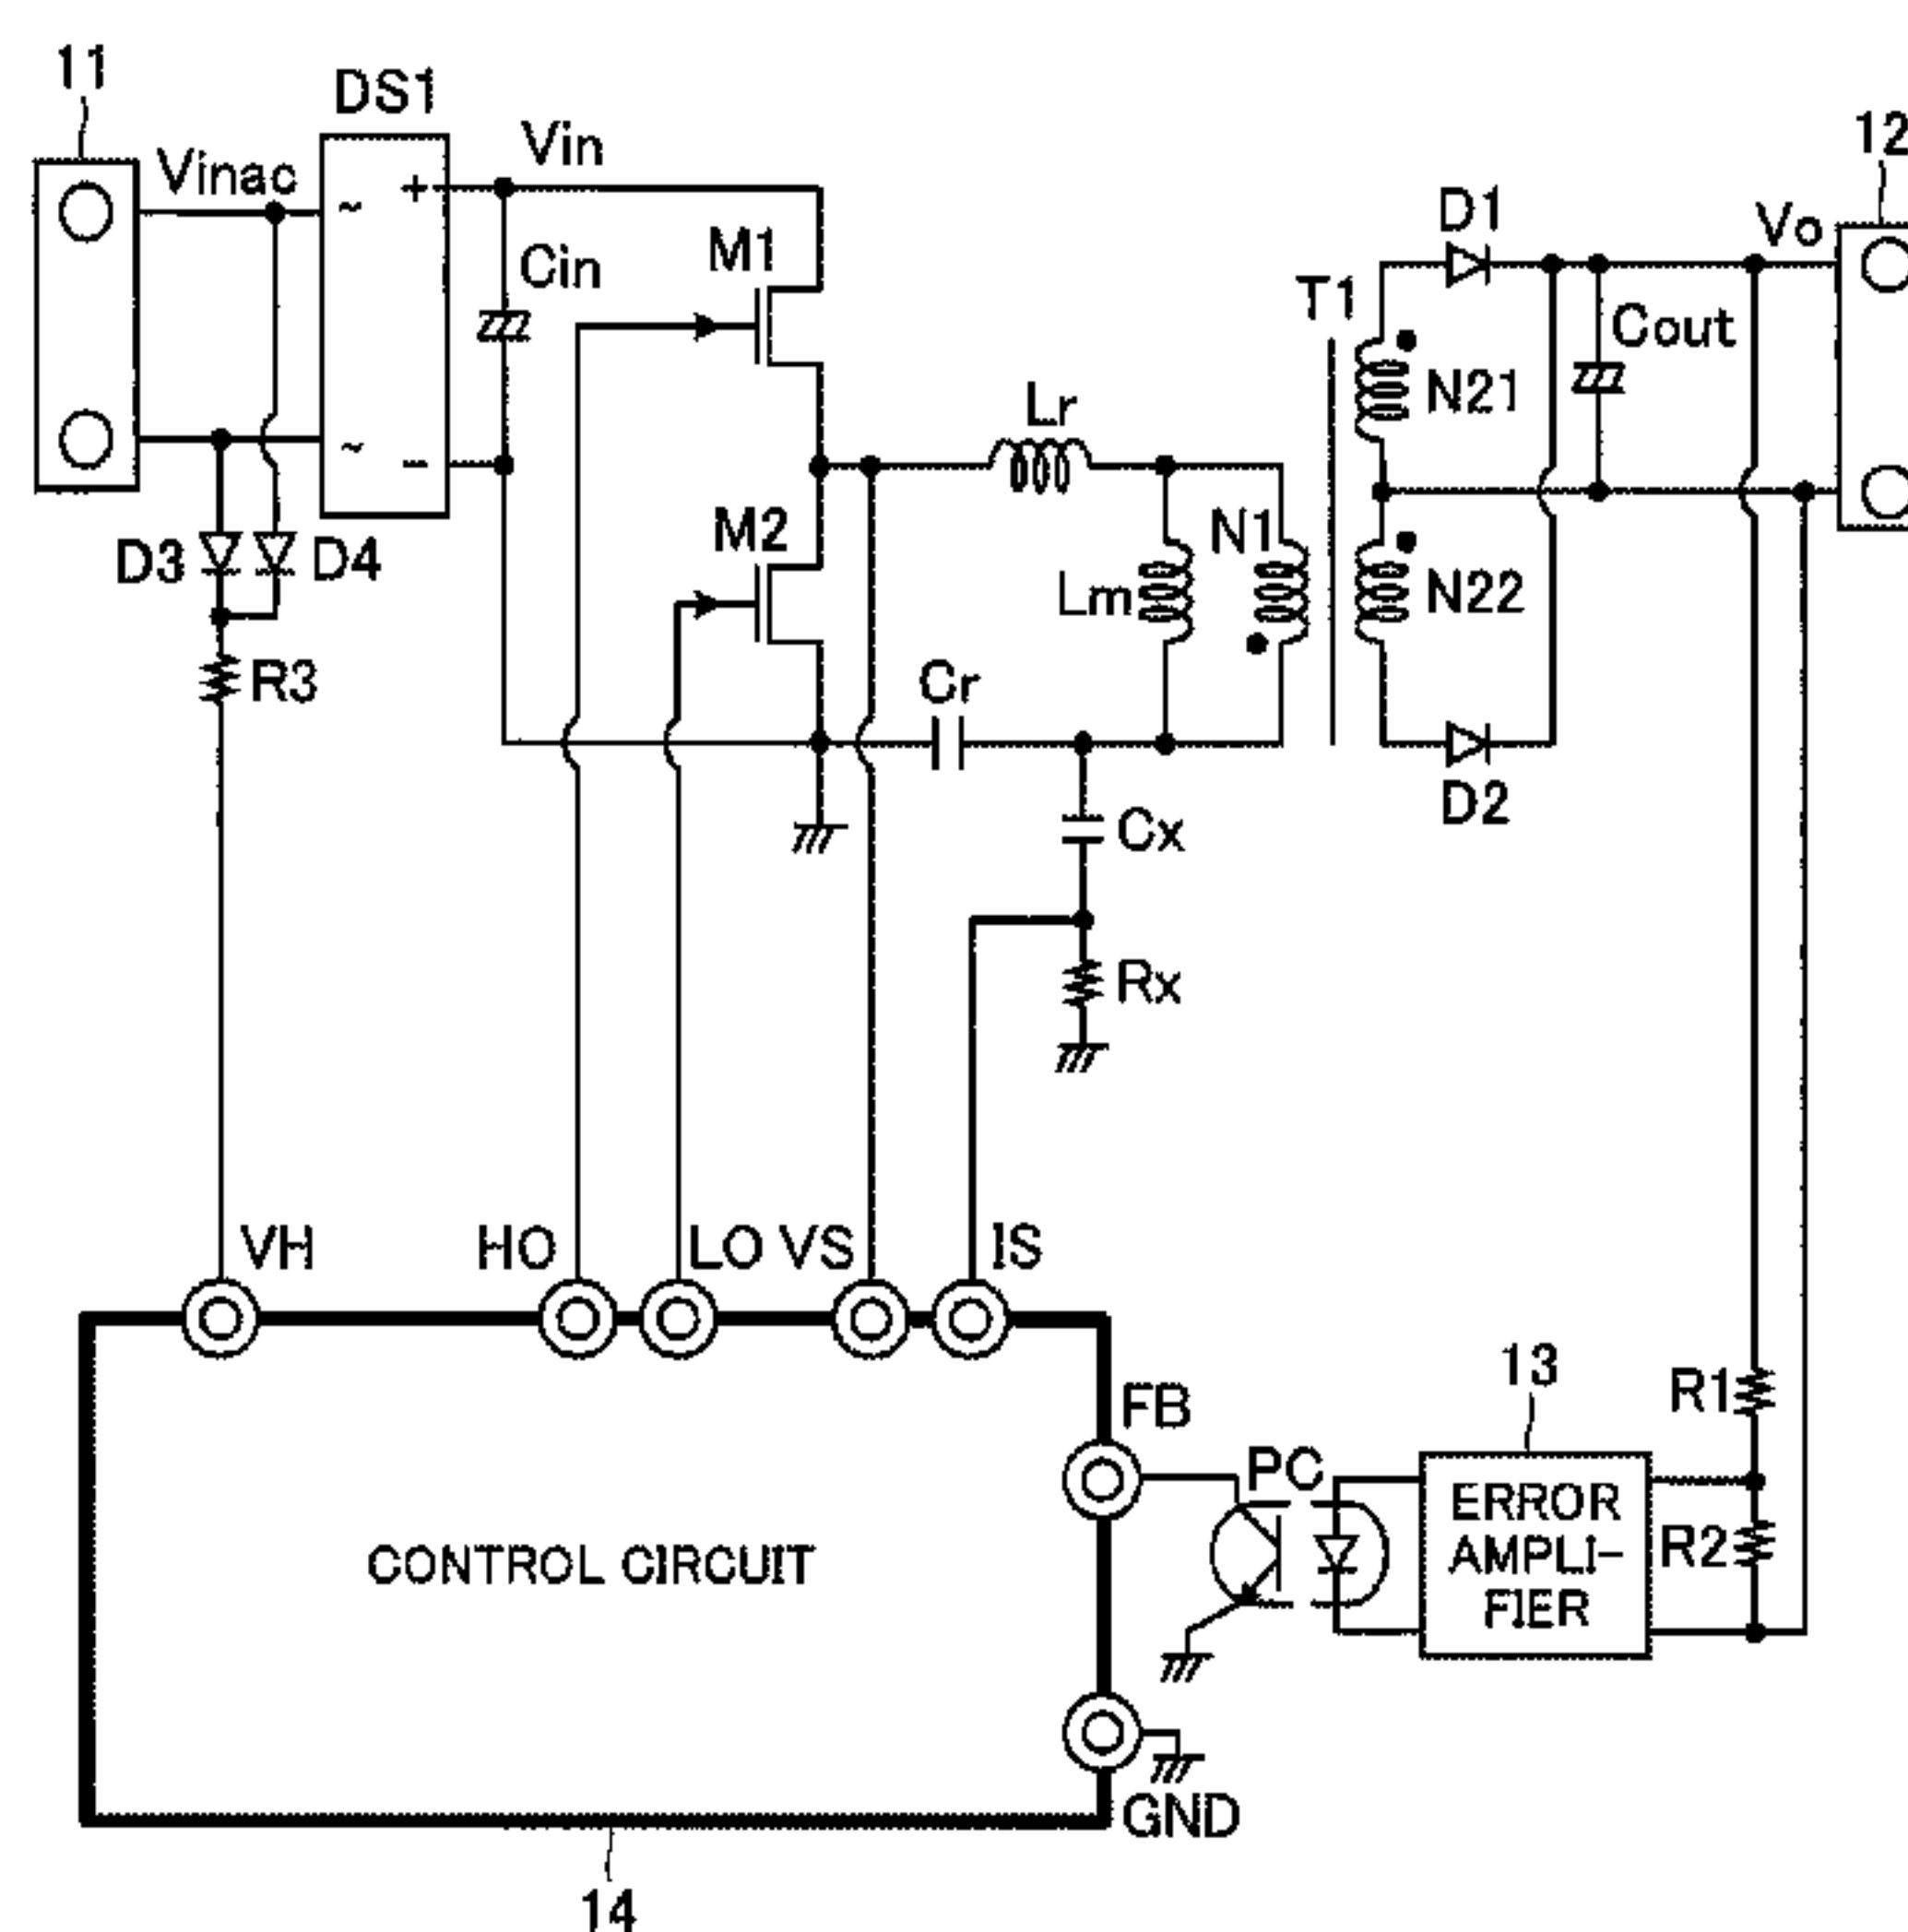 11
DS1
Vin
Vinac
~
+
~
-
Cin
M1
Lr
T1
D1
Vo
12
Cout
N21
N22
M2
N1
Lm
D3
D4
R3
Cr
D2
Cx
Rx
VH
HO
LO
VS
IS
FB
PC
13
R1
ERROR
AMPLI-
FIER
R2
CONTROL CIRCUIT
GND
14